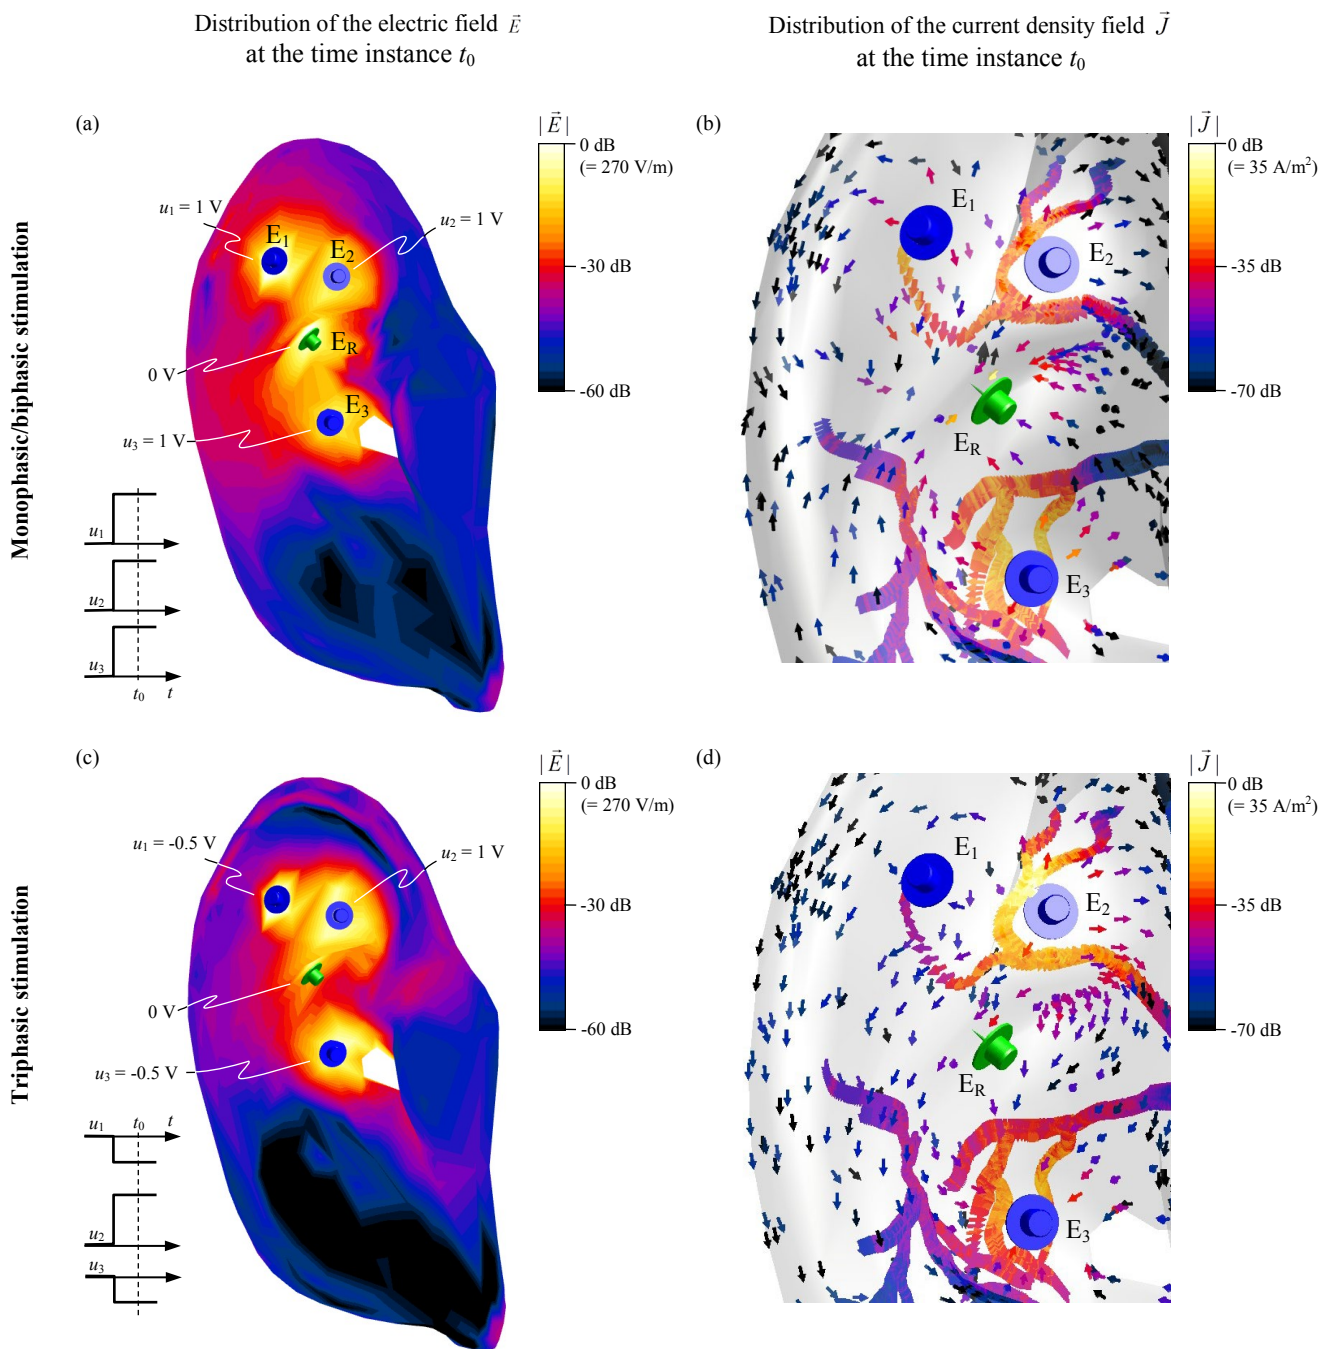 Distribution of the electric field E⃗
at the time instance t₀
Distribution of the current density field J⃗
at the time instance t₀
Monophasic/biphasic stimulation
(a)
|E⃗|
0 dB
(= 270 V/m)
-30 dB
-60 dB
u₁ = 1 V
u₂ = 1 V
E₁
E₂
E_R
0 V
E₃
u₃ = 1 V
u₁
u₂
u₃
t₀
t
(b)
|J⃗|
0 dB
(= 35 A/m²)
-35 dB
-70 dB
E₁
E₂
E_R
E₃
Triphasic stimulation
(c)
|E⃗|
0 dB
(= 270 V/m)
-30 dB
-60 dB
u₁ = -0.5 V
u₂ = 1 V
0 V
u₃ = -0.5 V
u₁
t₀
t
u₂
u₃
(d)
|J⃗|
0 dB
(= 35 A/m²)
-35 dB
-70 dB
E₁
E₂
E_R
E₃